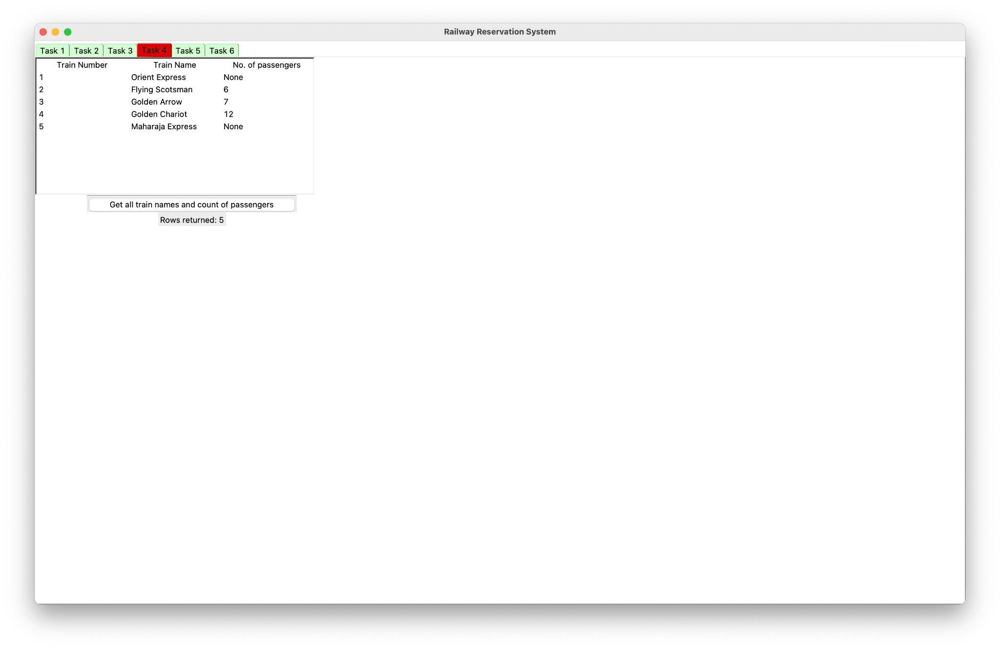 Railway Reservation System
Task 1 Task 2 Task 3 Task 4 Task 5 Task 6
Train Number Train Name No. of passengers
1 Orient Express None
2 Flying Scotsman 6
3 Golden Arrow 7
4 Golden Chariot 12
5 Maharaja Express None
Get all train names and count of passengers
Rows returned: 5